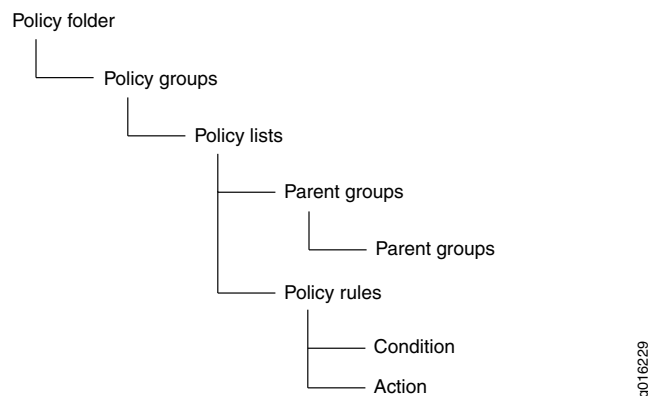 Policy folder
Policy groups
Policy lists
Parent groups
Parent groups
Policy rules
Condition
Action
g016229